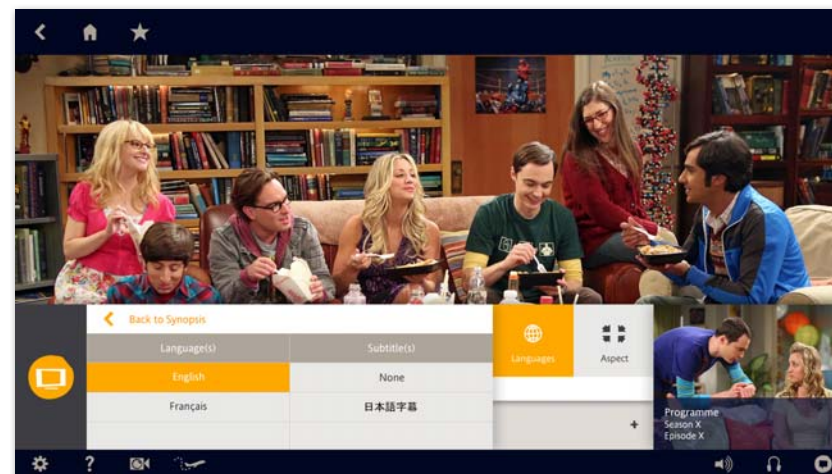 Back to Synopsis
Language(s)
Subtitle(s)
Languages
Aspect
English
None
Français
日本語字幕
+
Programme
Season X
Episode X
?